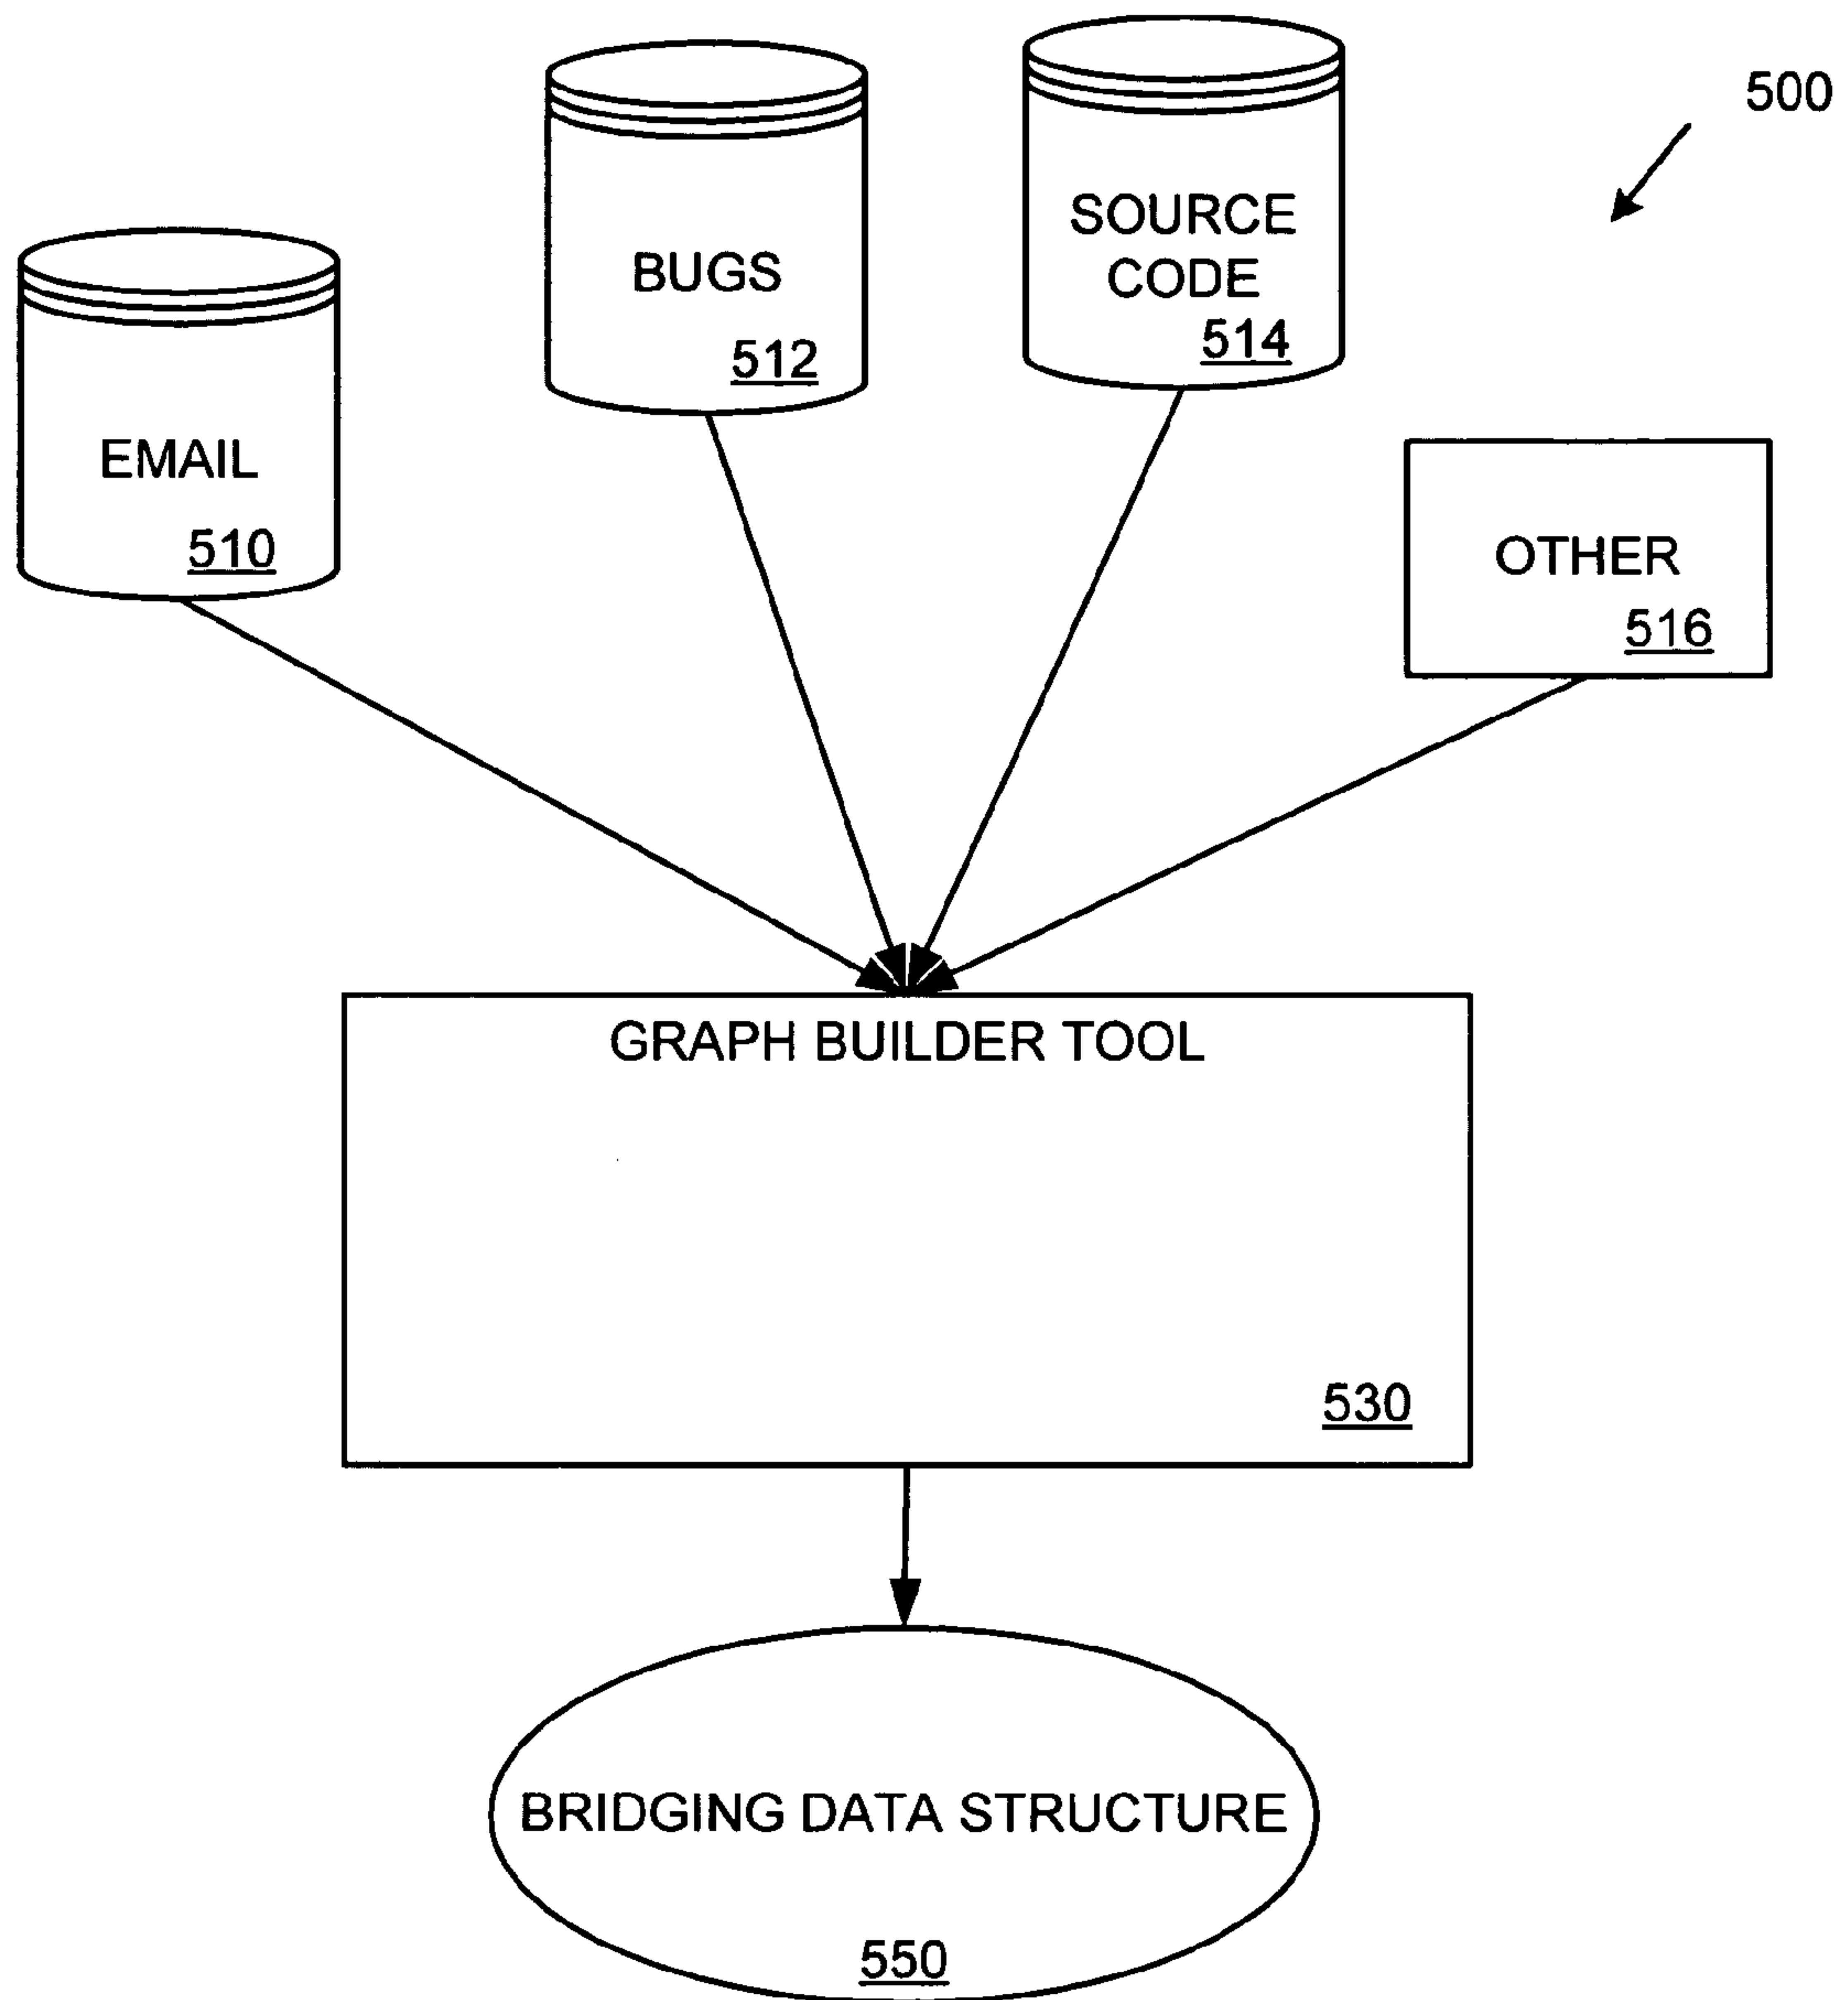 500
EMAIL
510
BUGS
512
SOURCE
CODE
514
OTHER
516
GRAPH BUILDER TOOL
530
BRIDGING DATA STRUCTURE
550